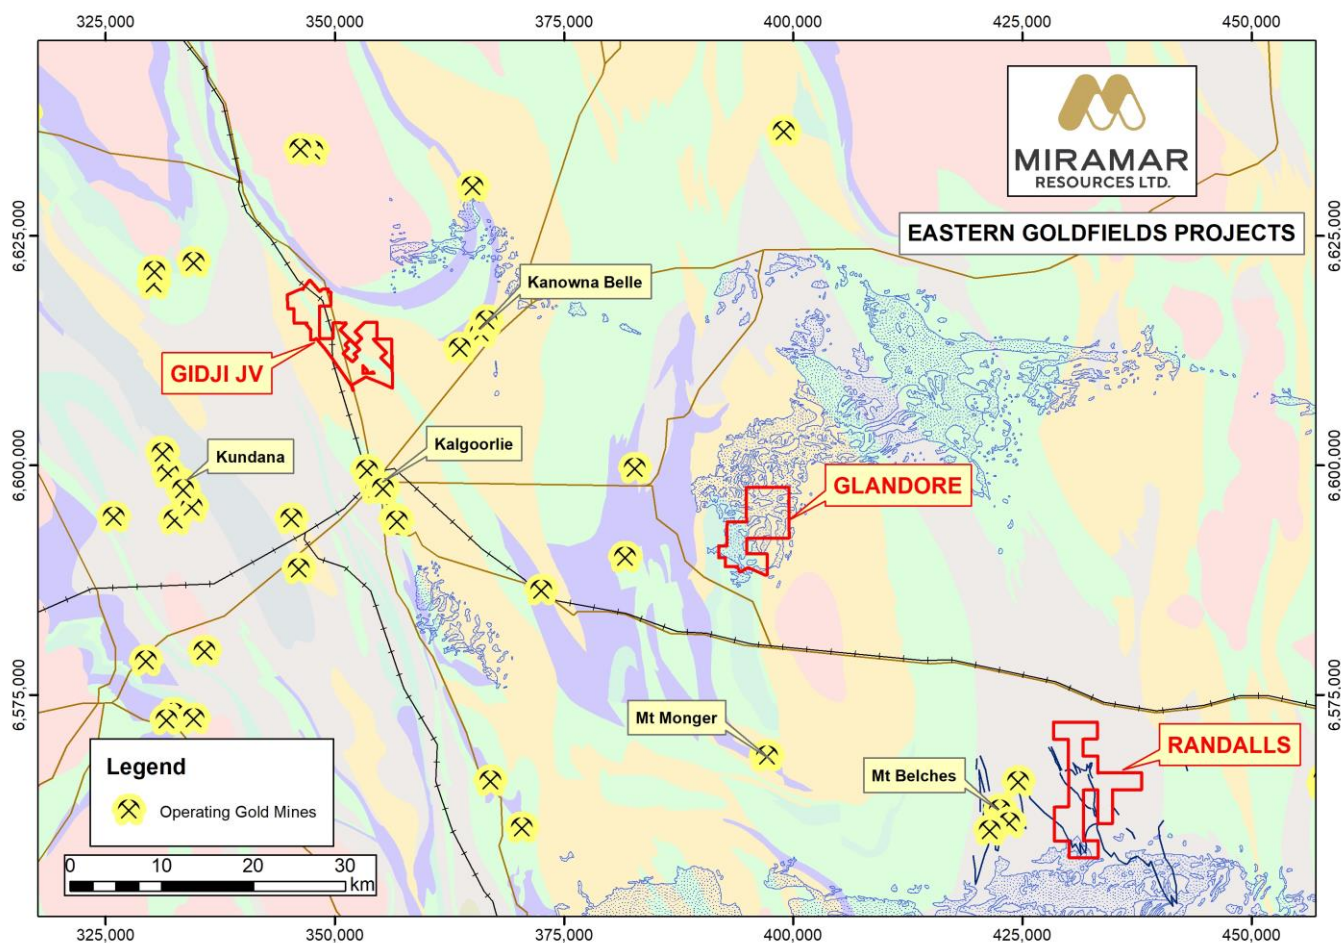 325,000 350,000 375,000 400,000 425,000 450,000
MIRAMAR
RESOURCES LTD.
EASTERN GOLDFIELDS PROJECTS
6,625,000 6,625,000
Kanowna Belle
GIDJI JV
Kalgoorlie
Kundana
6,600,000 6,600,000
GLANDORE
6,575,000 6,575,000
Mt Monger
RANDALLS
Mt Belches
Legend
Operating Gold Mines
0 10 20 30
km
325,000 350,000 375,000 400,000 425,000 450,000